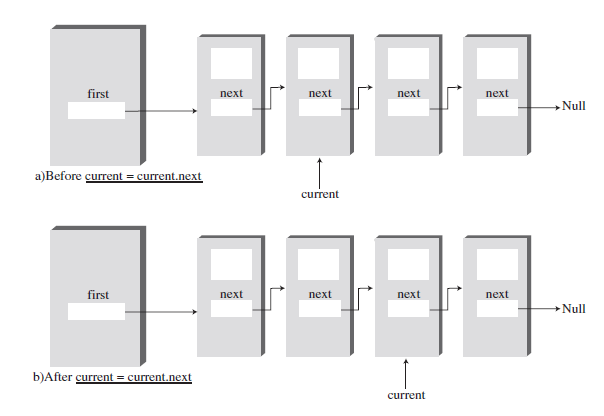 first
next next next next
Null
a)Before current = current.next
current
first
next next next next
Null
b)After current = current.next
current